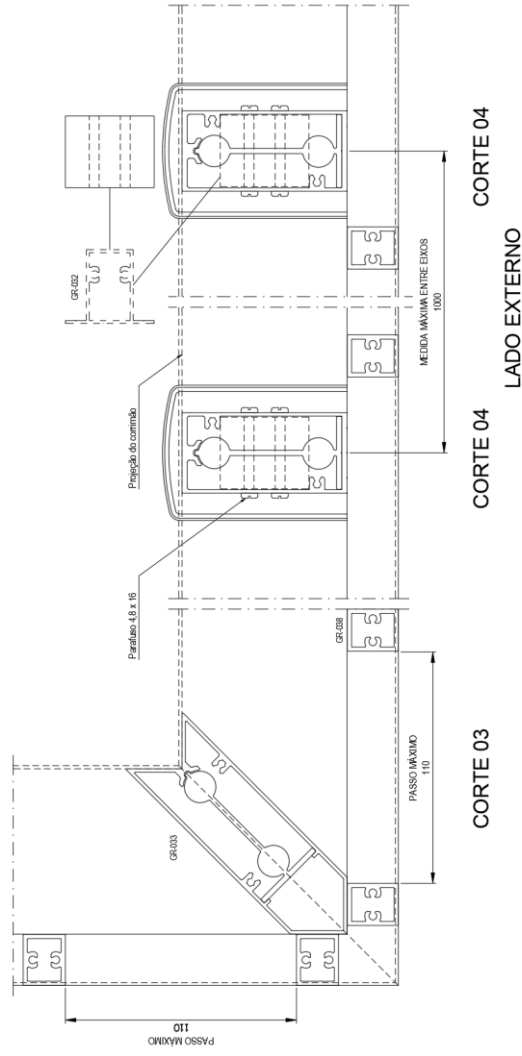 GR-032
Projeção do corrimão
Parafuso 4,8 x 16
GR-033
GR-038
MEDIDA MÁXIMA ENTRE EIXOS
1000
PASSO MÁXIMO
110
PASSO MÁXIMO
110
CORTE 03
CORTE 04
CORTE 04
LADO EXTERNO